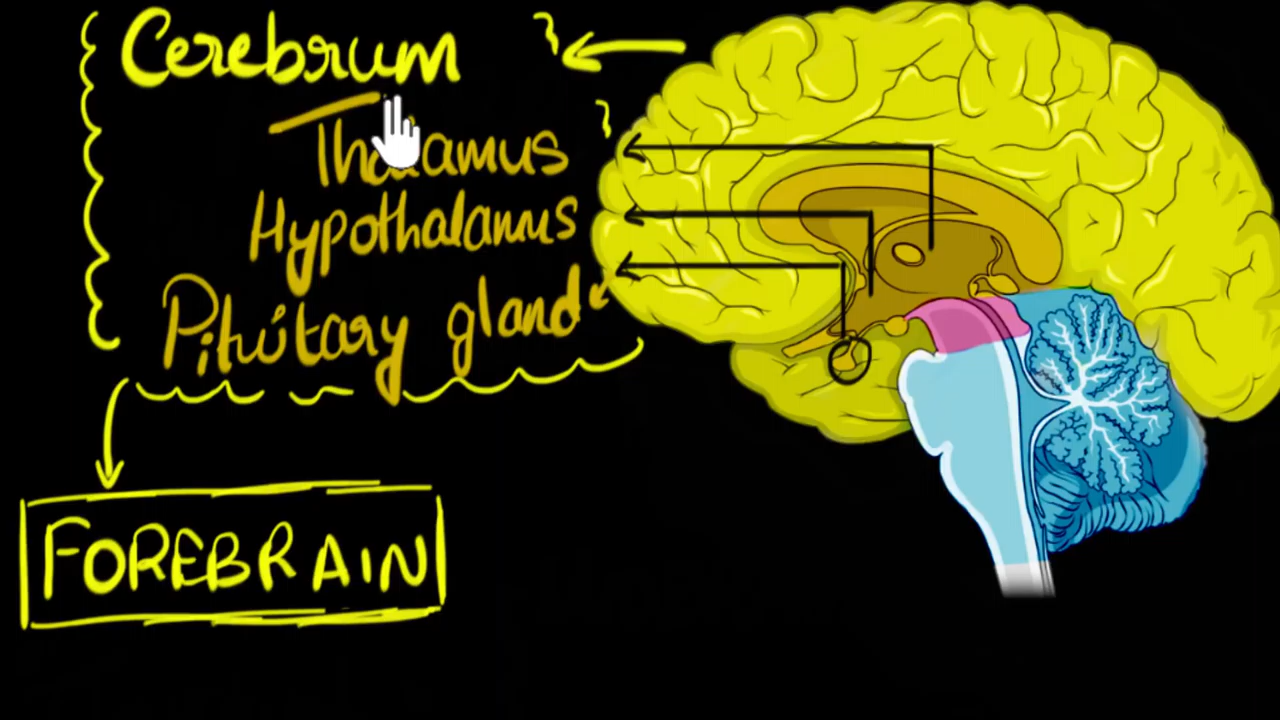 Cerebrum
Thalamus
Hypothalamus
Pituitary gland
FOREBRAIN